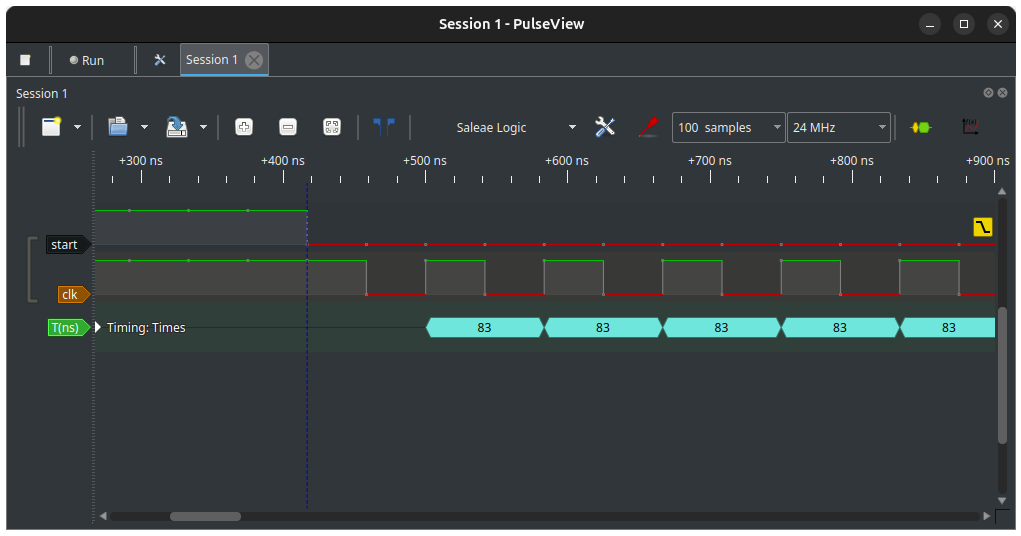 Session 1 - PulseView
Run
Session 1
Session 1
Saleae Logic
100 samples
24 MHz
+300 ns +400 ns +500 ns +600 ns +700 ns +800 ns +900 ns
start
clk
T(ns) Timing: Times 83 83 83 83 83